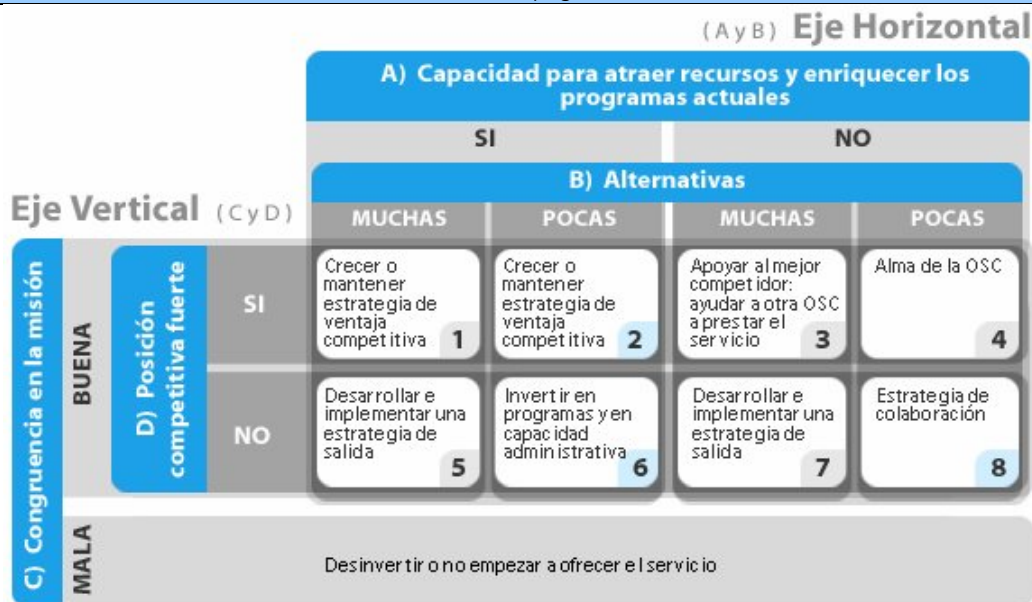 (A y B) Eje Horizontal
A) Capacidad para atraer recursos y enriquecer los
programas actuales
SI
NO
B) Alternativas
Eje Vertical (C y D)
MUCHAS
POCAS
MUCHAS
POCAS
C) Congruencia en la misión
BUENA
D) Posición
competitiva fuerte
SI
Crecer o
mantener
estrategia de
ventaja
competitiva
1
Crecer o
mantener
estrategia de
ventaja
competitiva
2
Apoyar al mejor
competidor:
ayudar a otra OSC
a prestar el
servicio
3
Alma de la OSC
4
NO
Desarrollar e
implementar una
estrategia de
salida
5
Invertir en
programas y en
capacidad
administrativa
6
Desarrollar e
implementar una
estrategia de
salida
7
Estrategia de
colaboración
8
MALA
Desinvertir o no empezar a ofrecer el servicio